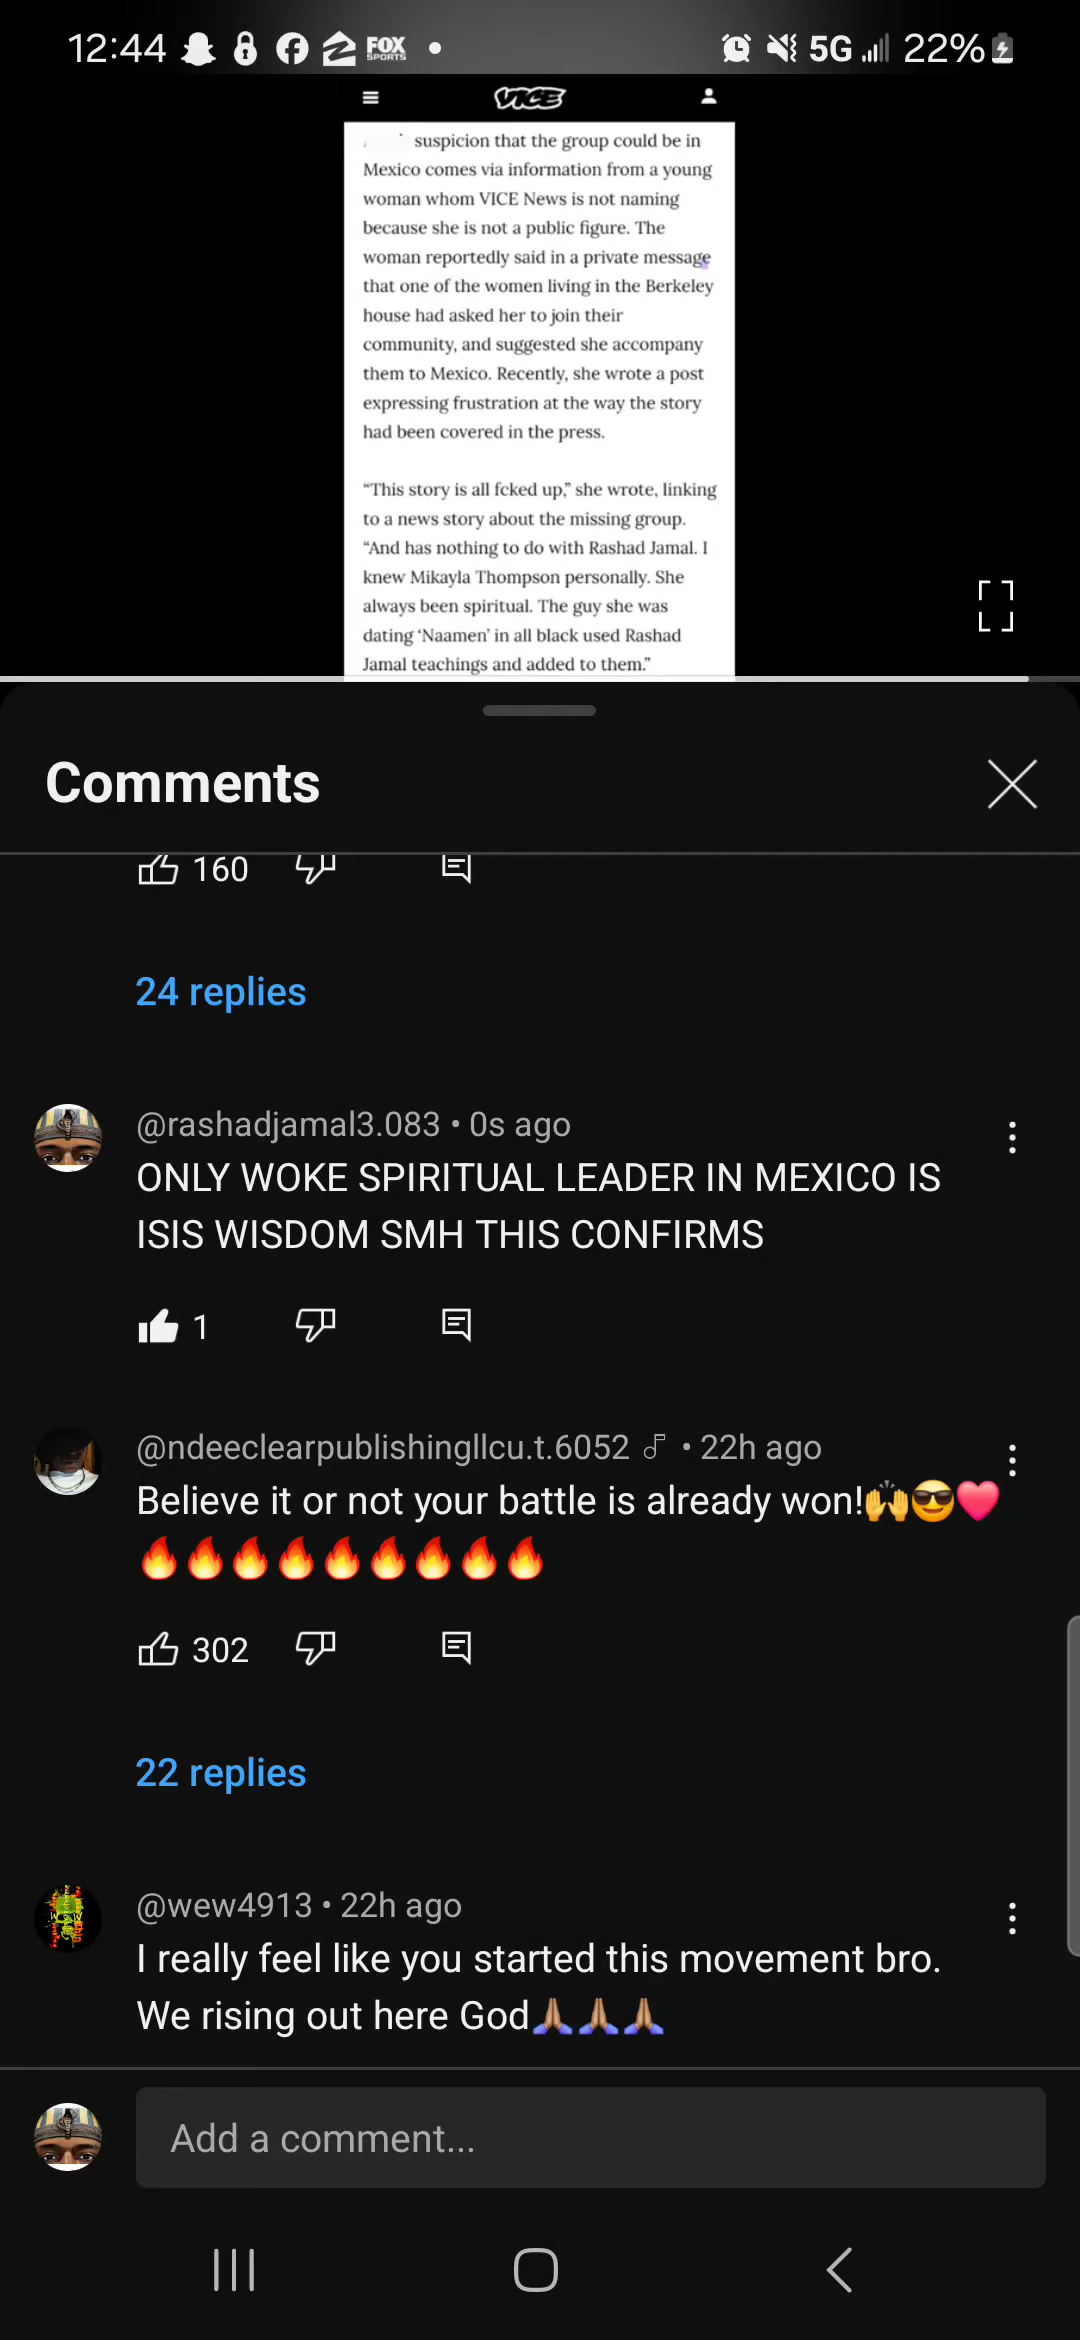 12:44
FOX
SPORTS
5G
22%
VICE
suspicion that the group could be in
Mexico comes via information from a young
woman whom VICE News is not naming
because she is not a public figure. The
woman reportedly said in a private message
that one of the women living in the Berkeley
house had asked her to join their
community, and suggested she accompany
them to Mexico. Recently, she wrote a post
expressing frustration at the way the story
had been covered in the press.
“This story is all fcked up,” she wrote, linking
to a news story about the missing group.
“And has nothing to do with Rashad Jamal. I
knew Mikayla Thompson personally. She
always been spiritual. The guy she was
dating ‘Naamen’ in all black used Rashad
Jamal teachings and added to them.”
Comments
160
24 replies
@rashadjamal3.083 • 0s ago
ONLY WOKE SPIRITUAL LEADER IN MEXICO IS
ISIS WISDOM SMH THIS CONFIRMS
1
@ndeeclearpublishingllcu.t.6052 • 22h ago
Believe it or not your battle is already won!🙌😎❤️
🔥🔥🔥🔥🔥🔥🔥🔥🔥
302
22 replies
@wew4913 • 22h ago
I really feel like you started this movement bro.
We rising out here God🙏🏽🙏🏽🙏🏽
Add a comment...